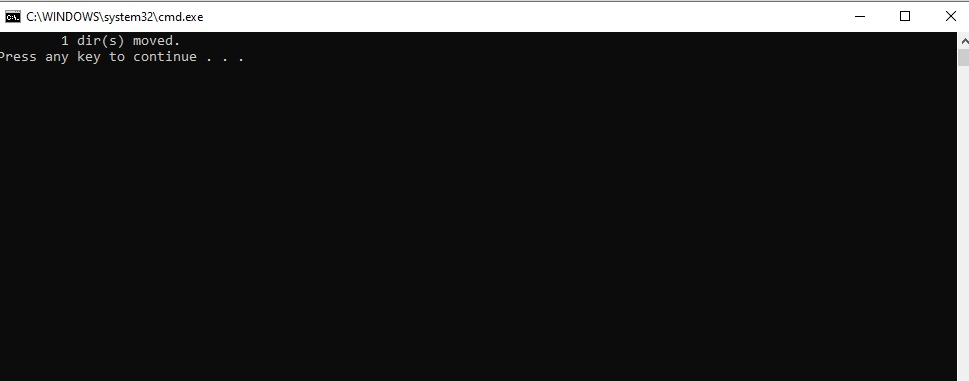 C:\WINDOWS\system32\cmd.exe
1 dir(s) moved.
Press any key to continue . . .